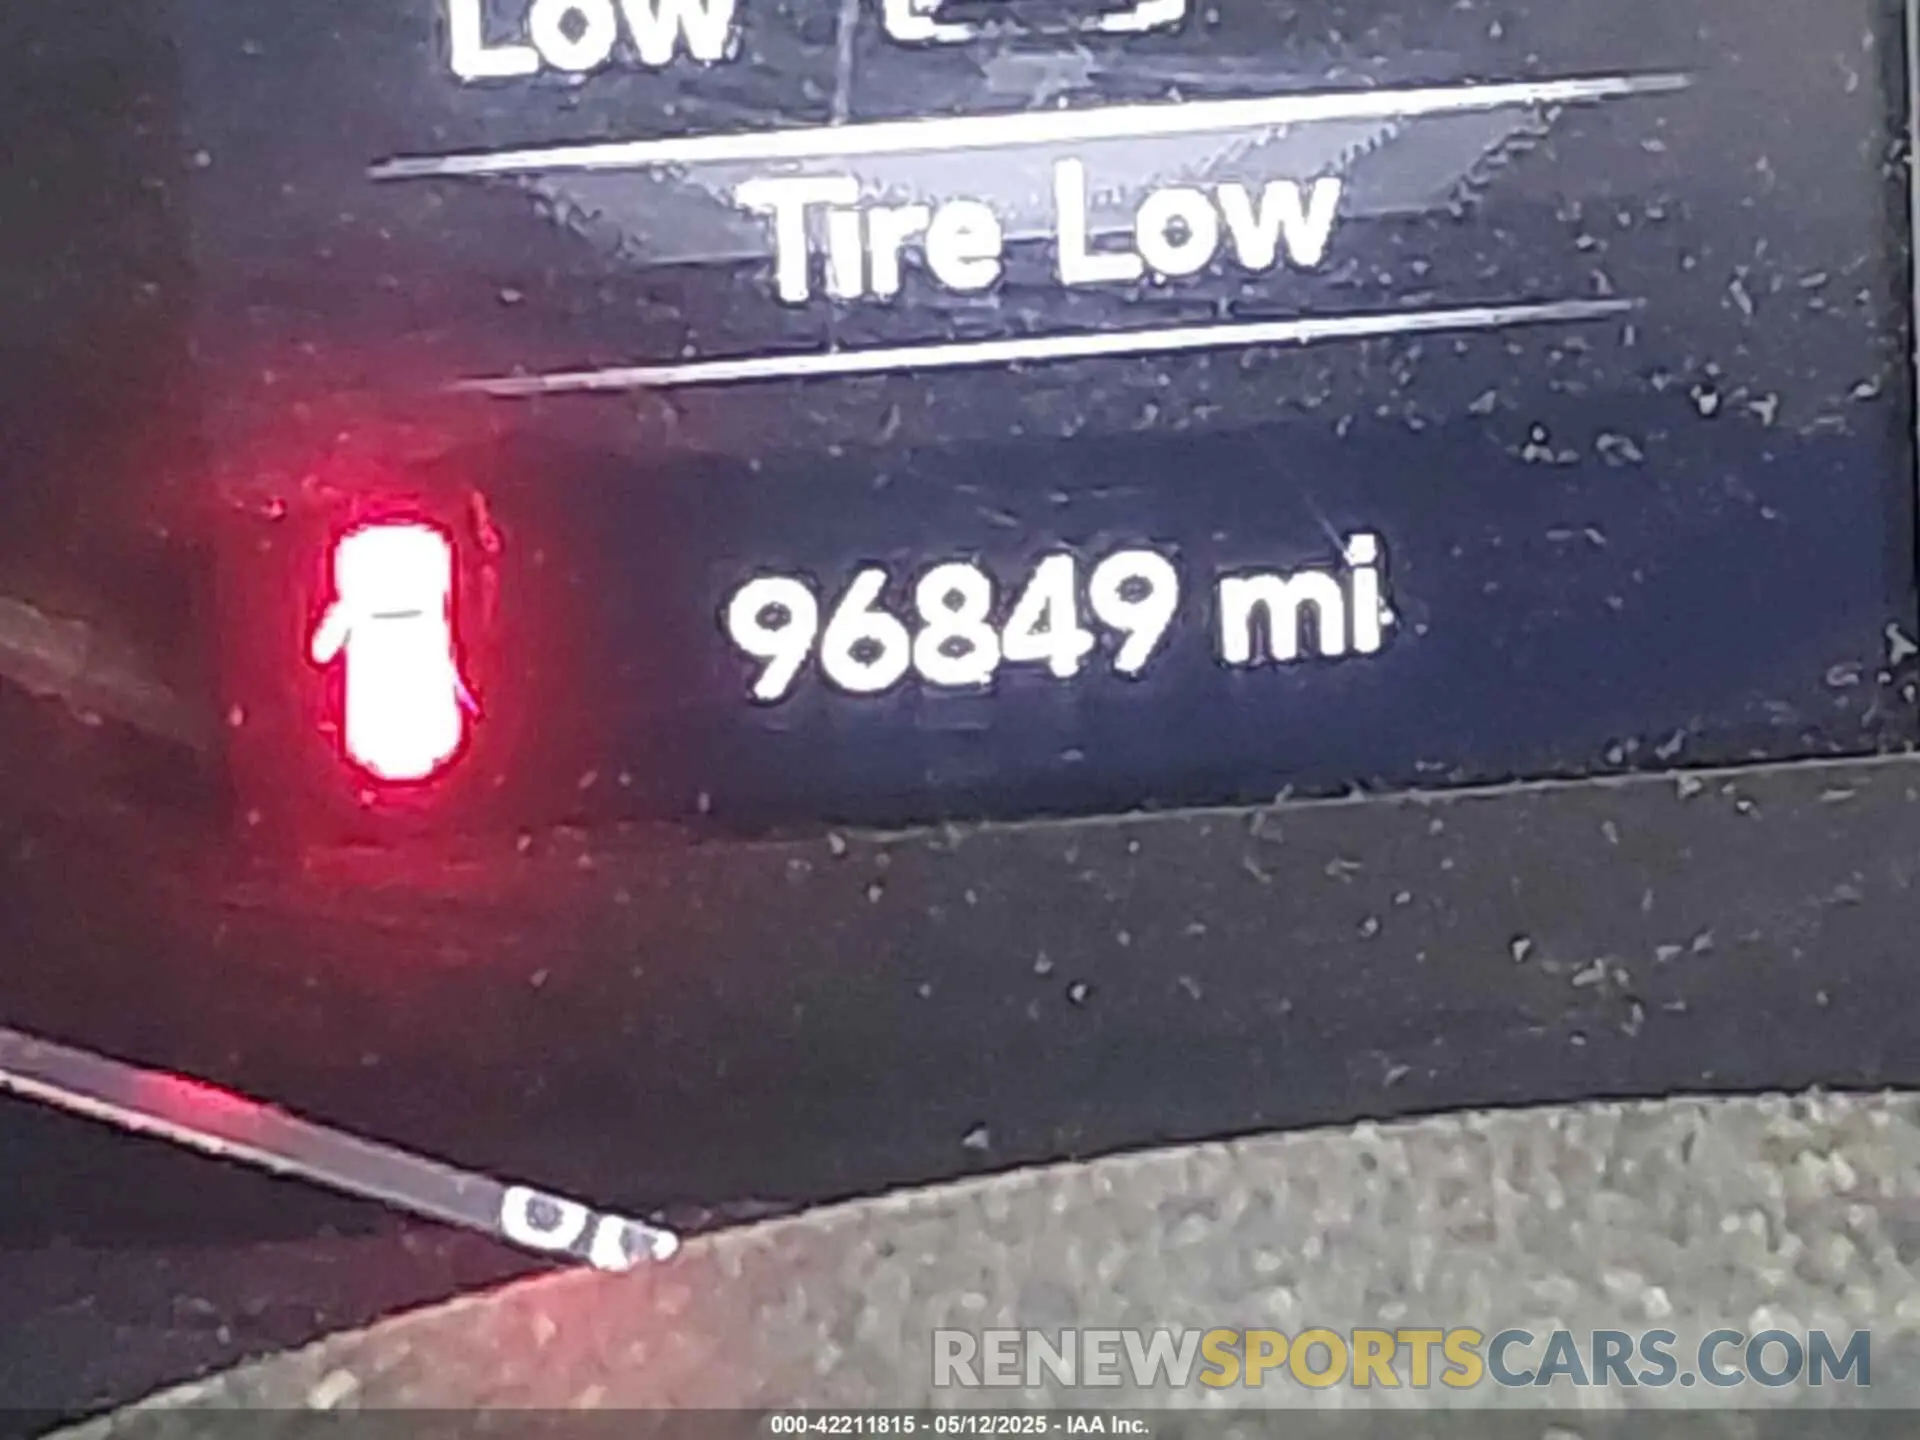 Low
Tire Low
96849 mi
RENEWSPORTSCARS.COM
000-42211815 - 05/12/2025 - IAA Inc.